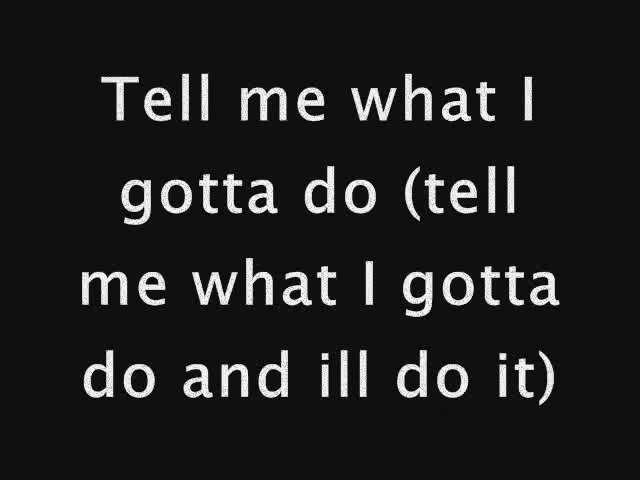 Tell me what I
gotta do (tell
me what I gotta
do and ill do it)